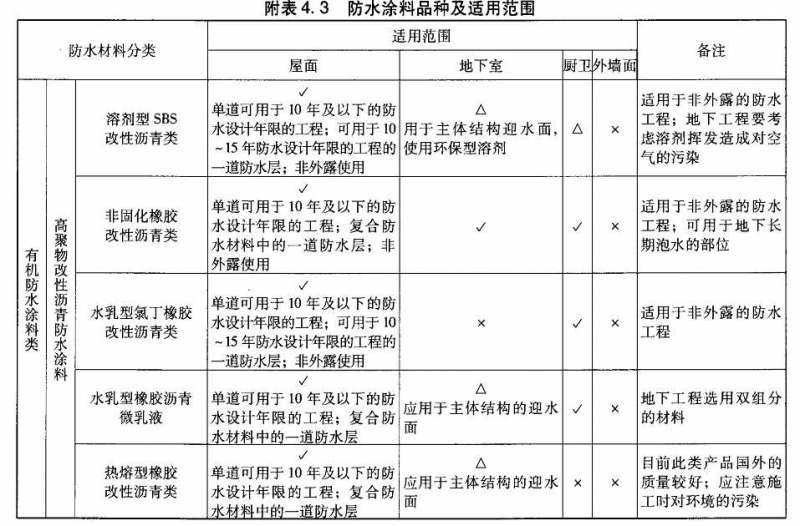 附表4.3 防水涂料品种及适用范围
防水材料分类
适用范围
备注
屋面
地下室
厨卫
外墙面
有机防水涂料类
高聚物改性沥青防水涂料
溶剂型SBS
改性沥青类
✓
单道可用于10年及以下的防
水设计年限的工程；可用于10
~15年防水设计年限的工程的
一道防水层；非外露使用
△
用于主体结构迎水面，
使用环保型溶剂
△
×
适用于非外露的防水
工程；地下工程要考
虑溶剂挥发造成对空
气的污染
非固化橡胶
改性沥青类
✓
单道可用于10年及以下的防
水设计年限的工程；复合防
水材料中的一道防水层；非
外露使用
✓
✓
×
适用于非外露的防水
工程；可用于地下长
期泡水的部位
水乳型氯丁橡胶
改性沥青类
✓
单道可用于10年及以下的防
水设计年限的工程；可用于10
~15年防水设计年限的工程的
一道防水层；非外露使用
×
✓
×
适用于非外露的防水
工程
水乳型橡胶沥青
微乳液
✓
单道可用于10年及以下的防
水设计年限的工程；复合防
水材料中的一道防水层
△
应用于主体结构的迎水
面
✓
×
地下工程选用双组分
的材料
热熔型橡胶
改性沥青类
✓
单道可用于10年及以下的防
水设计年限的工程；复合防
水材料中的一道防水层
△
应用于主体结构的迎水
面
×
×
目前此类产品国外的
质量较好；应注意施
工时对环境的污染